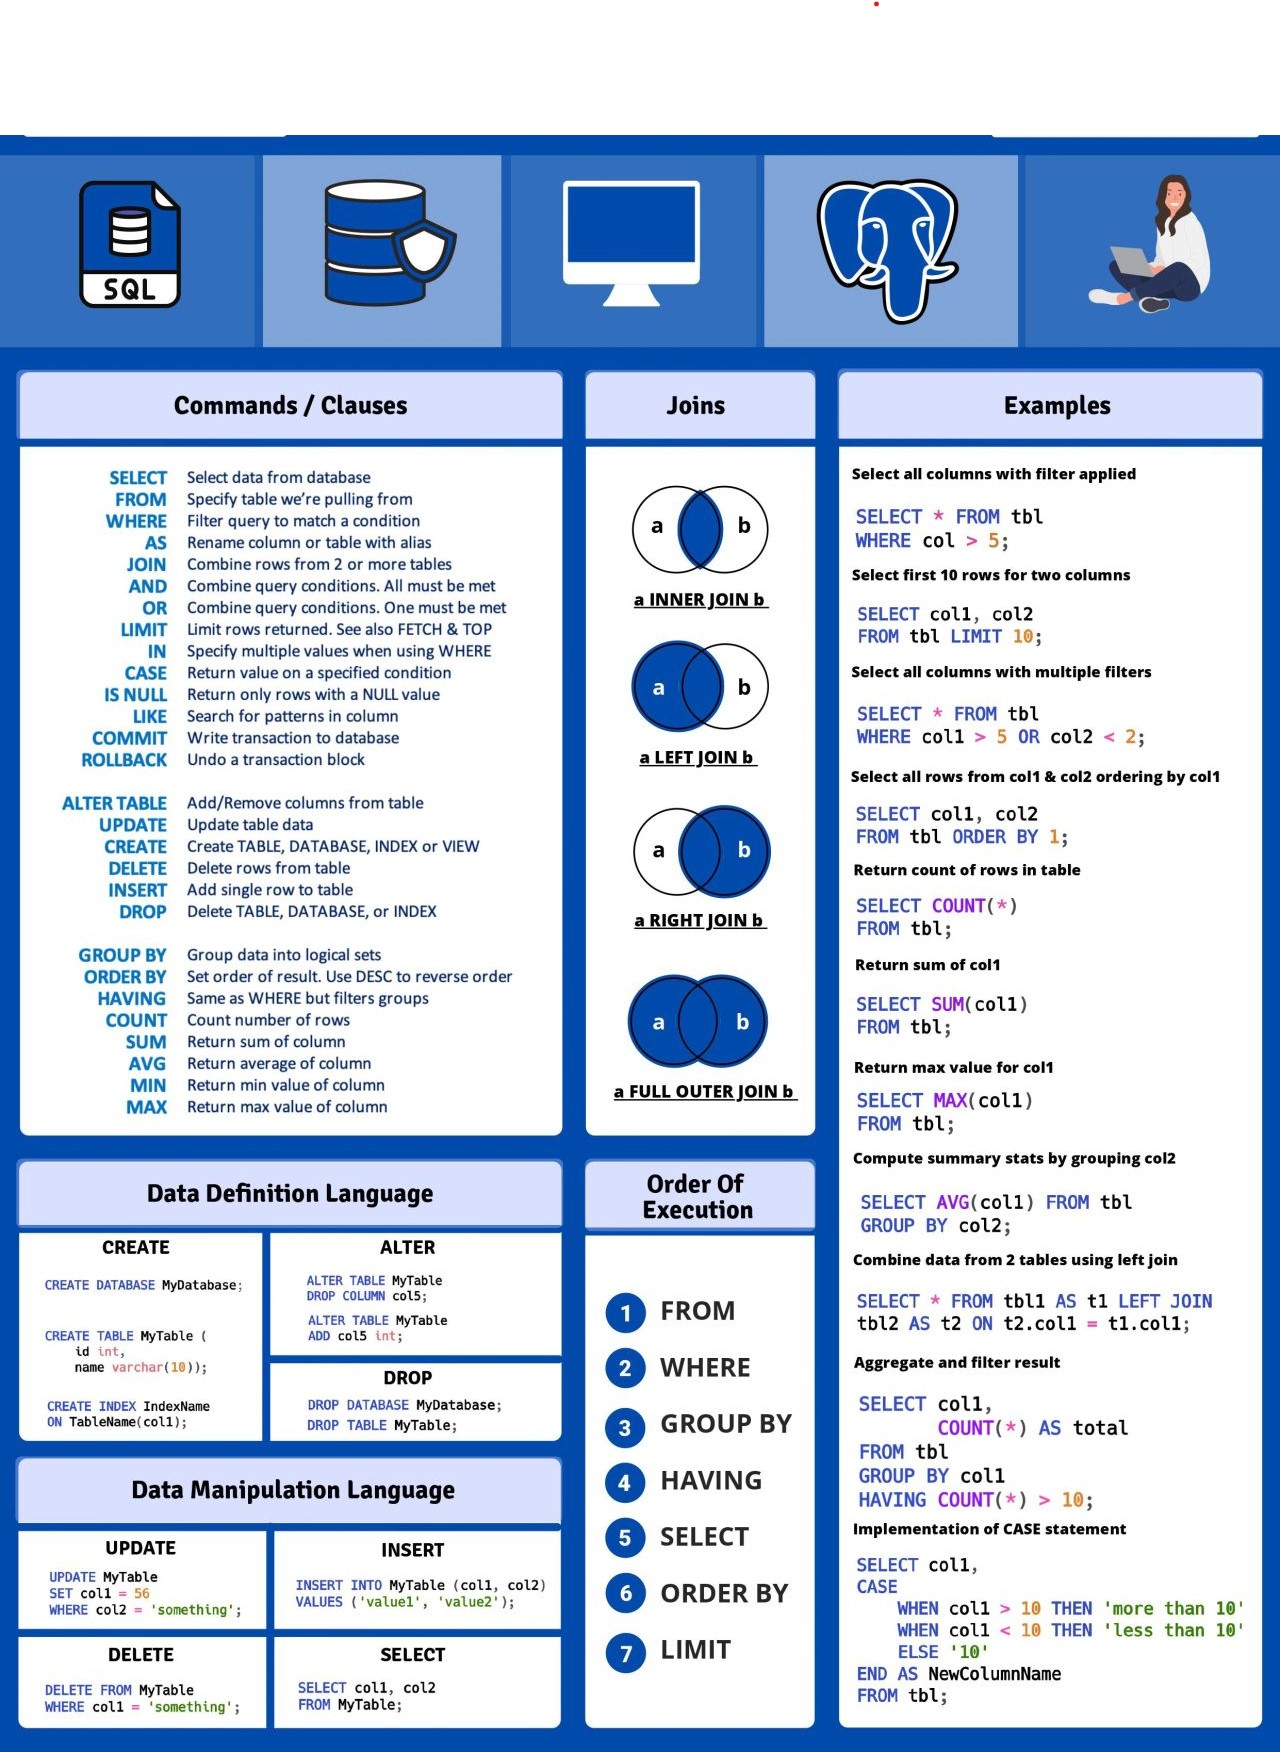 SQL
Commands / Clauses
SELECT Select data from database
FROM Specify table we're pulling from
WHERE Filter query to match a condition
AS Rename column or table with alias
JOIN Combine rows from 2 or more tables
AND Combine query conditions. All must be met
OR Combine query conditions. One must be met
LIMIT Limit rows returned. See also FETCH & TOP
IN Specify multiple values when using WHERE
CASE Return value on a specified condition
IS NULL Return only rows with a NULL value
LIKE Search for patterns in column
COMMIT Write transaction to database
ROLLBACK Undo a transaction block
ALTER TABLE Add/Remove columns from table
UPDATE Update table data
CREATE Create TABLE, DATABASE, INDEX or VIEW
DELETE Delete rows from table
INSERT Add single row to table
DROP Delete TABLE, DATABASE, or INDEX
GROUP BY Group data into logical sets
ORDER BY Set order of result. Use DESC to reverse order
HAVING Same as WHERE but filters groups
COUNT Count number of rows
SUM Return sum of column
AVG Return average of column
MIN Return min value of column
MAX Return max value of column
Joins
a b
a INNER JOIN b
a b
a LEFT JOIN b
a b
a RIGHT JOIN b
a b
a FULL OUTER JOIN b
Examples
Select all columns with filter applied
SELECT * FROM tbl
WHERE col > 5;
Select first 10 rows for two columns
SELECT col1, col2
FROM tbl LIMIT 10;
Select all columns with multiple filters
SELECT * FROM tbl
WHERE col1 > 5 OR col2 < 2;
Select all rows from col1 & col2 ordering by col1
SELECT col1, col2
FROM tbl ORDER BY 1;
Return count of rows in table
SELECT COUNT(*)
FROM tbl;
Return sum of col1
SELECT SUM(col1)
FROM tbl;
Return max value for col1
SELECT MAX(col1)
FROM tbl;
Compute summary stats by grouping col2
SELECT AVG(col1) FROM tbl
GROUP BY col2;
Combine data from 2 tables using left join
SELECT * FROM tbl1 AS t1 LEFT JOIN
tbl2 AS t2 ON t2.col1 = t1.col1;
Aggregate and filter result
SELECT col1,
COUNT(*) AS total
FROM tbl
GROUP BY col1
HAVING COUNT(*) > 10;
Implementation of CASE statement
SELECT col1,
CASE
WHEN col1 > 10 THEN 'more than 10'
WHEN col1 < 10 THEN 'less than 10'
ELSE '10'
END AS NewColumnName
FROM tbl;
Data Definition Language
CREATE
CREATE DATABASE MyDatabase;
CREATE TABLE MyTable (
id int,
name varchar(10));
CREATE INDEX IndexName
ON TableName(col1);
ALTER
ALTER TABLE MyTable
DROP COLUMN col5;
ALTER TABLE MyTable
ADD col5 int;
DROP
DROP DATABASE MyDatabase;
DROP TABLE MyTable;
Data Manipulation Language
UPDATE
UPDATE MyTable
SET col1 = 56
WHERE col2 = 'something';
INSERT
INSERT INTO MyTable (col1, col2)
VALUES ('value1', 'value2');
DELETE
DELETE FROM MyTable
WHERE col1 = 'something';
SELECT
SELECT col1, col2
FROM MyTable;
Order Of
Execution
1 FROM
2 WHERE
3 GROUP BY
4 HAVING
5 SELECT
6 ORDER BY
7 LIMIT